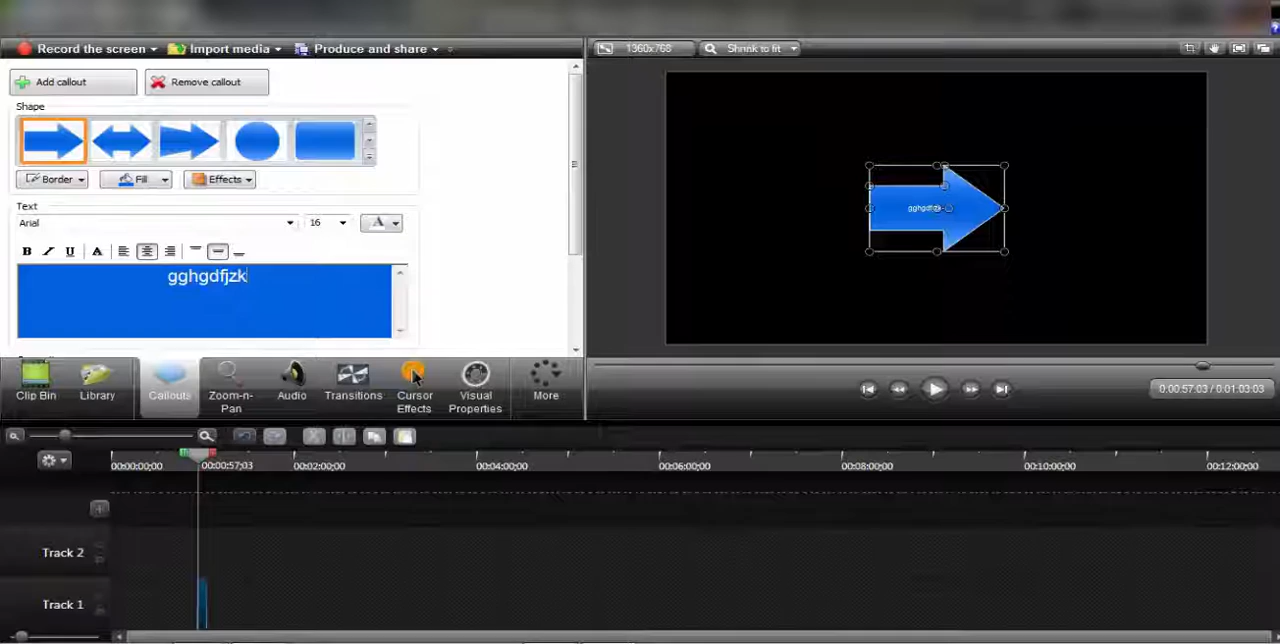 Record the screen Import media Produce and share
1360x768 Shrink to fit
Add callout Remove callout
Shape
Border Fill Effects
Text
Arial 16 A
B I U A
gghgdfjzk
Clip Bin Library Callouts Zoom-n-Pan Audio Transitions Cursor Effects Visual Properties More
0:00:57:03 / 0:01:03:03
00:00:00;00 00:00:57;03 00:02:00;00 00:04:00;00 00:06:00;00 00:08:00;00 00:10:00;00 00:12:00;00
Track 2
Track 1